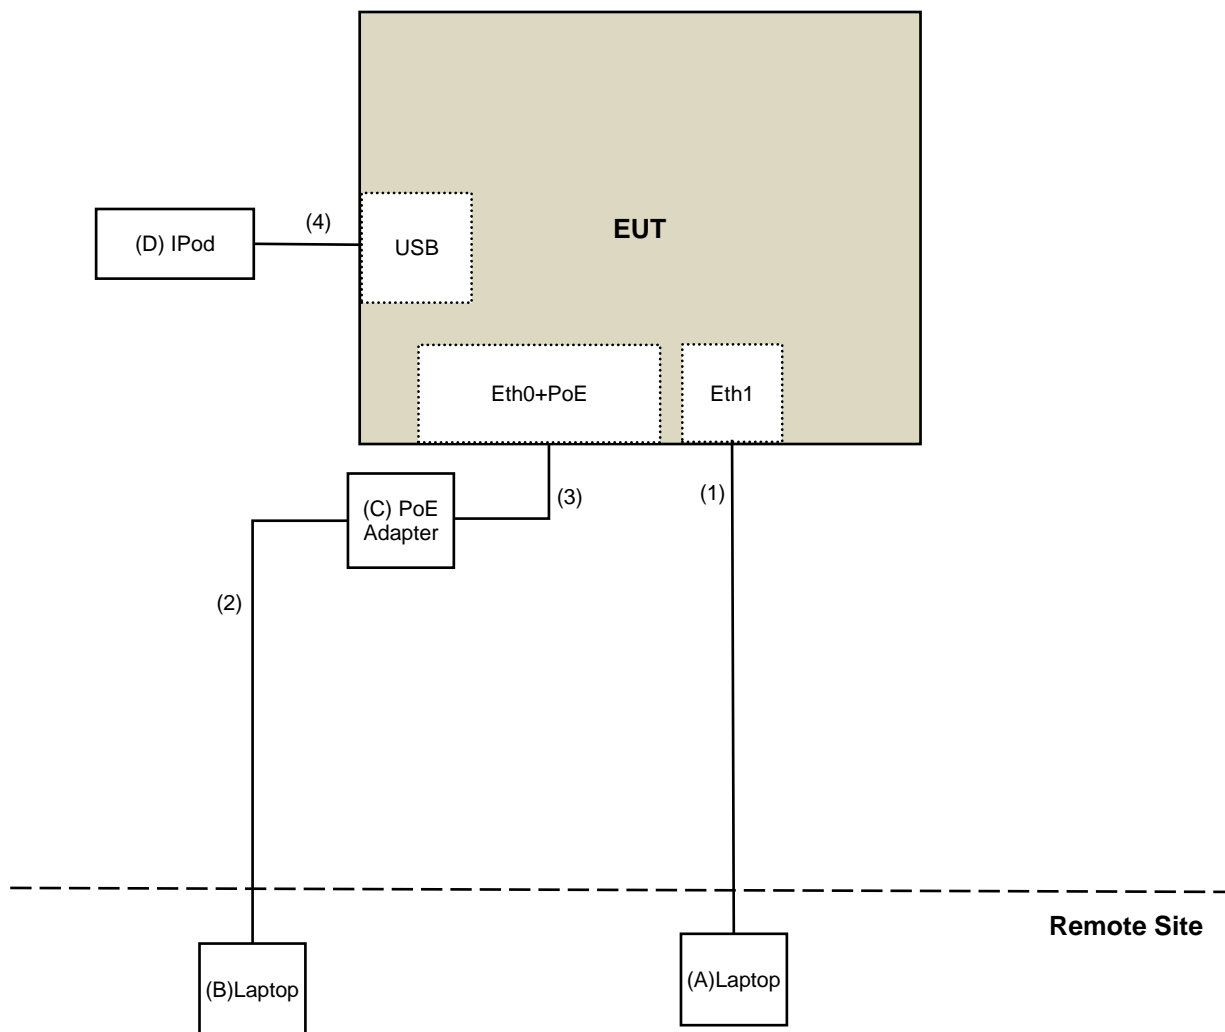 EUT
(4)
(D) IPod
USB
Eth0+PoE
Eth1
(3)
(1)
(C) PoE
Adapter
(2)
Remote Site
(B)Laptop
(A)Laptop